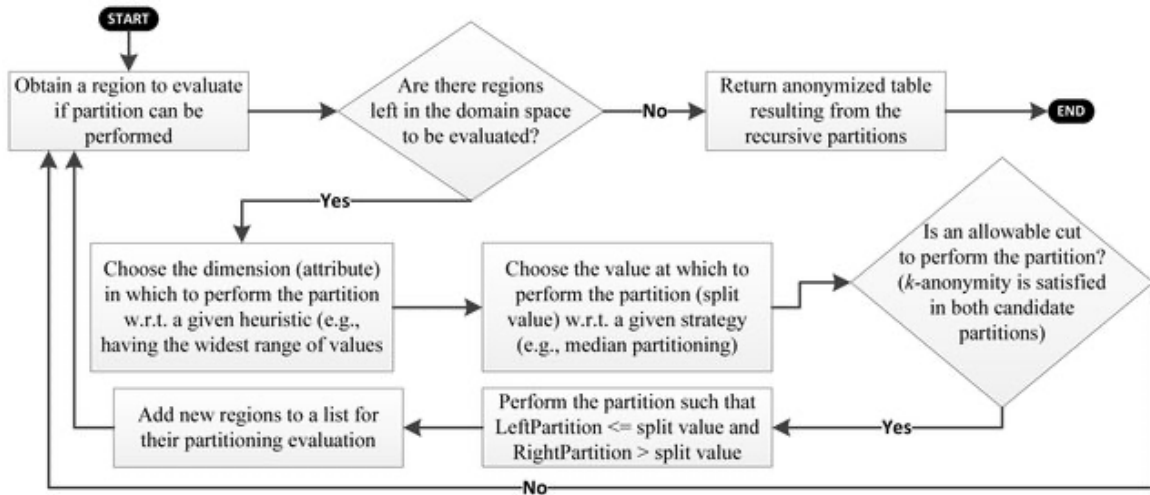 START
Obtain a region to evaluate
if partition can be
performed
Are there regions
left in the domain space
to be evaluated?
No
Return anonymized table
resulting from the
recursive partitions
END
Yes
Choose the dimension (attribute)
in which to perform the partition
w.r.t. a given heuristic (e.g.,
having the widest range of values
Choose the value at which to
perform the partition (split
value) w.r.t. a given strategy
(e.g., median partitioning)
Is an allowable cut
to perform the partition?
(k-anonymity is satisfied
in both candidate
partitions)
Yes
Perform the partition such that
LeftPartition <= split value and
RightPartition > split value
Add new regions to a list for
their partitioning evaluation
No